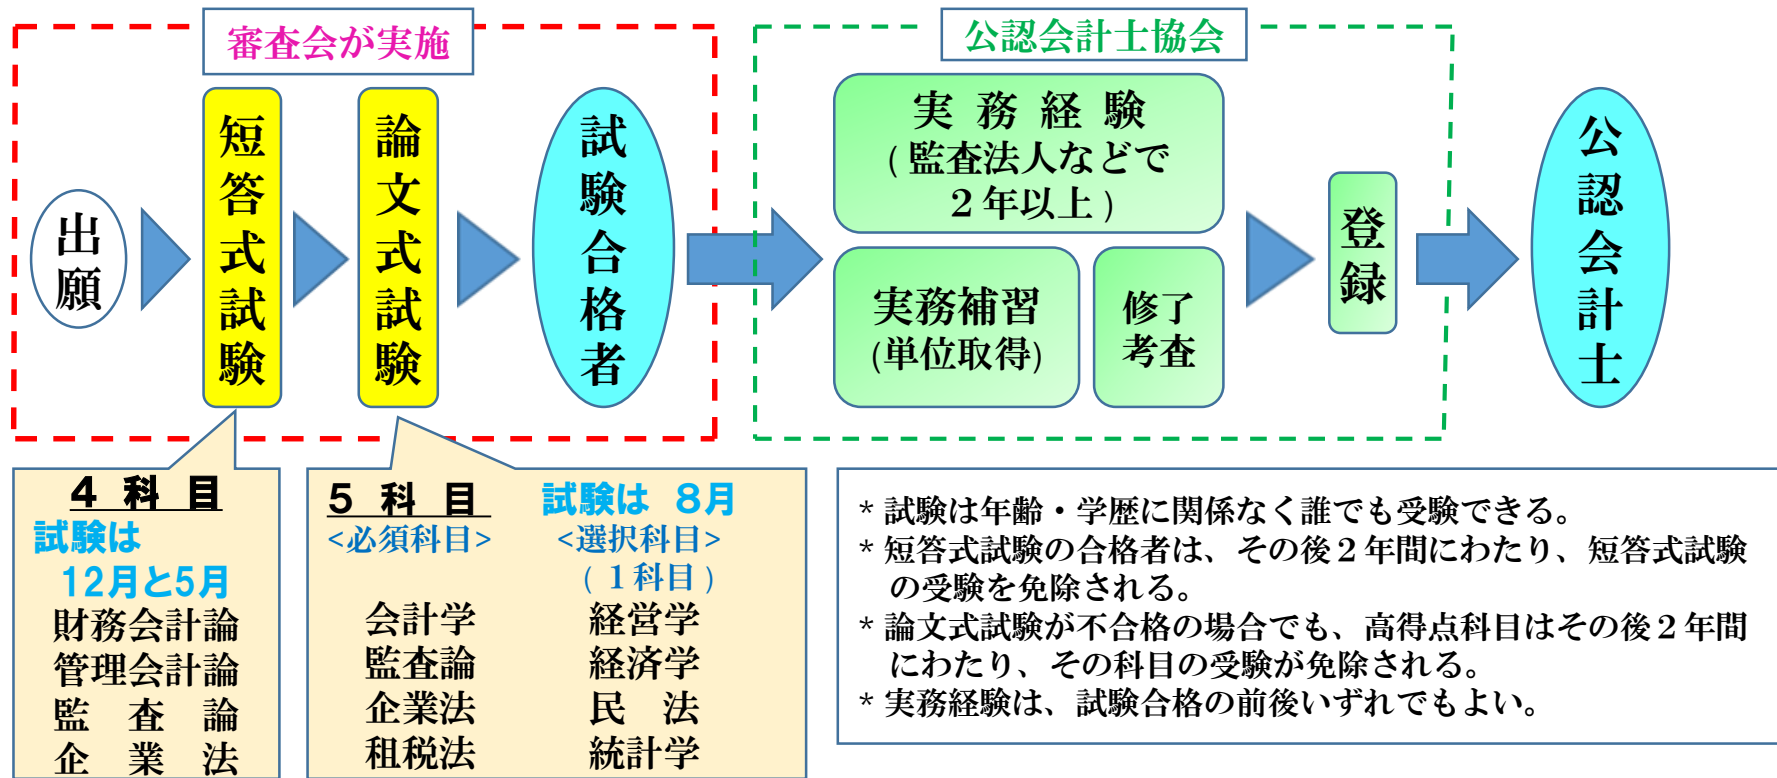 審査会が実施
公認会計士協会
出願
短答式試験
論文式試験
試験合格者
実 務 経 験
(監査法人などで
２年以上)
実務補習
(単位取得)
修了
考査
登録
公認会計士
４ 科 目
試験は
12月と5月
財務会計論
管理会計論
監 査 論
企 業 法
５ 科 目
<必須科目>
会計学
監査論
企業法
租税法
試験は 8月
<選択科目>
(１科目)
経営学
経済学
民 法
統計学
* 試験は年齢・学歴に関係なく誰でも受験できる。
* 短答式試験の合格者は、その後２年間にわたり、短答式試験
の受験を免除される。
* 論文式試験が不合格の場合でも、高得点科目はその後２年間
にわたり、その科目の受験が免除される。
* 実務経験は、試験合格の前後いずれでもよい。